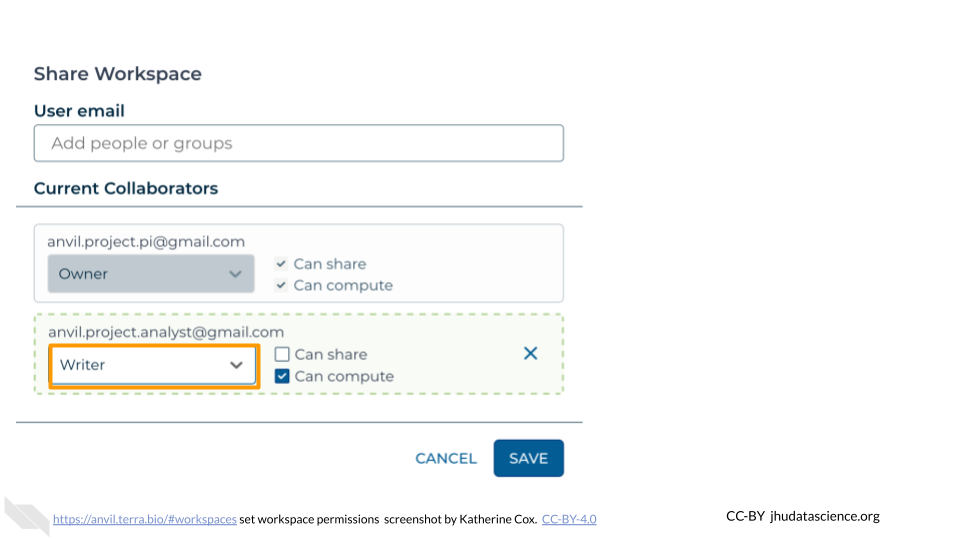 Share Workspace
User email
Add people or groups
Current Collaborators
anvil.project.pi@gmail.com
Owner
Can share
Can compute
anvil.project.analyst@gmail.com
Writer
Can share
Can compute
CANCEL SAVE
https://anvil.terra.bio/#workspaces set workspace permissions screenshot by Katherine Cox. CC-BY-4.0
CC-BY jhudatascience.org